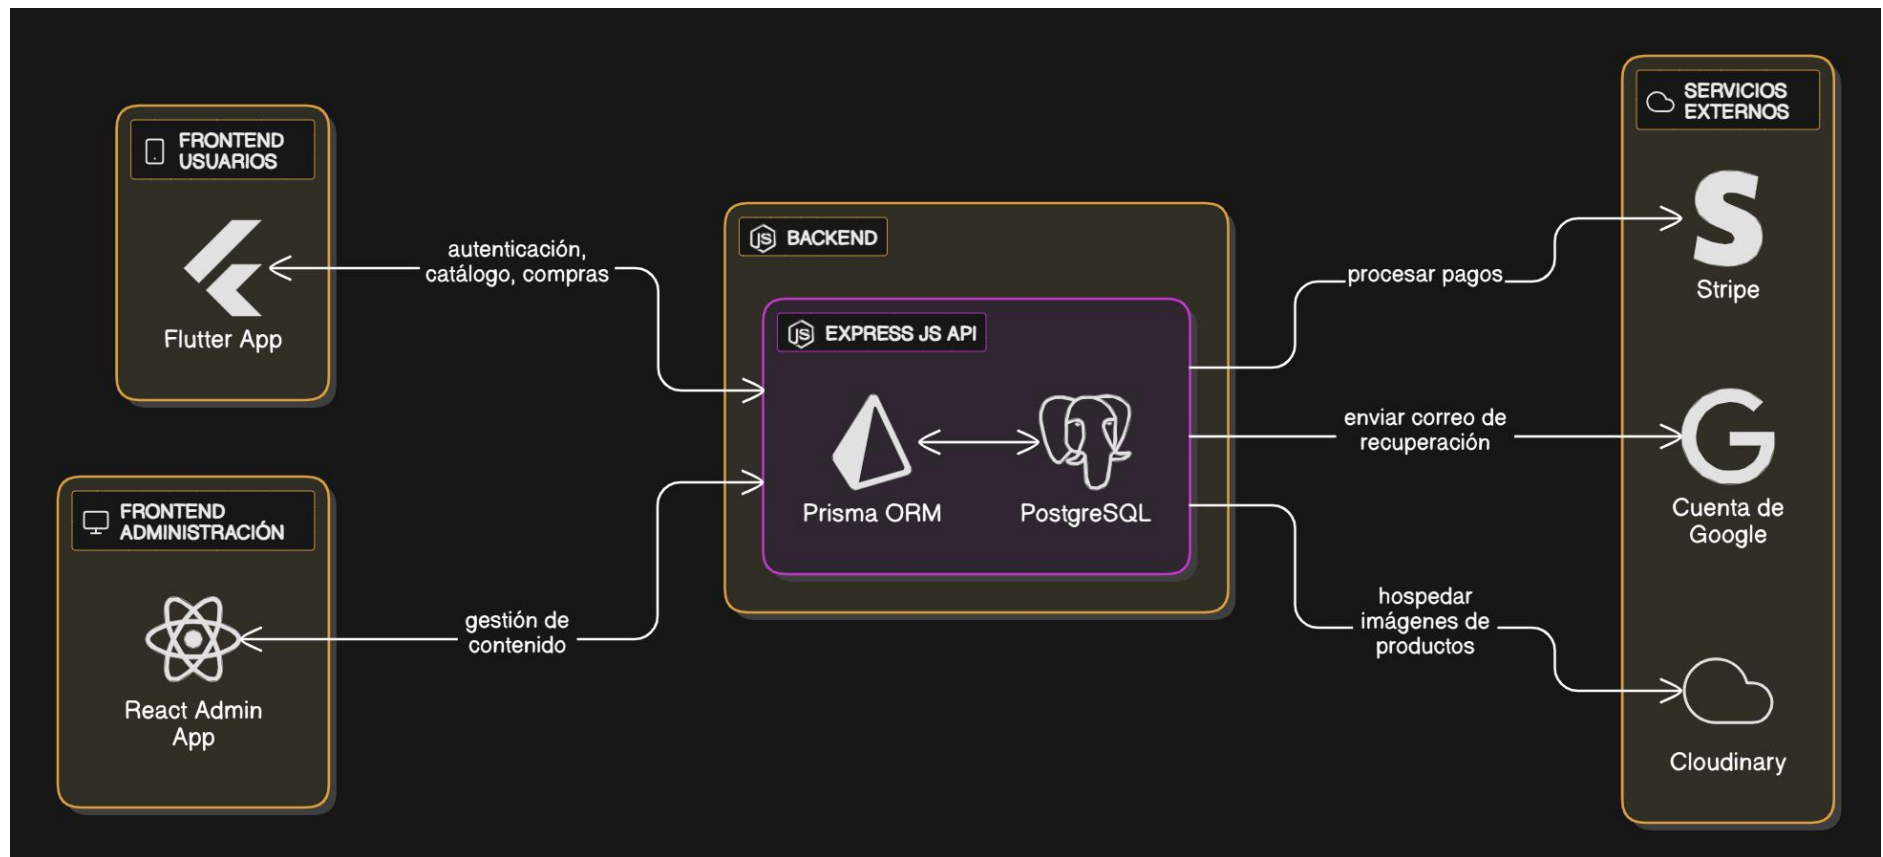 FRONTEND
USUARIOS
Flutter App
autenticación,
catálogo, compras
FRONTEND
ADMINISTRACIÓN
React Admin
App
gestión de
contenido
BACKEND
EXPRESS JS API
Prisma ORM
PostgreSQL
procesar pagos
enviar correo de
recuperación
hospedar
imágenes de
productos
SERVICIOS
EXTERNOS
Stripe
Cuenta de
Google
Cloudinary